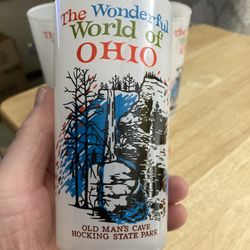 The Wonderful
World of
OHIO
OLD MAN'S CAVE
HOCKING STATE PARK